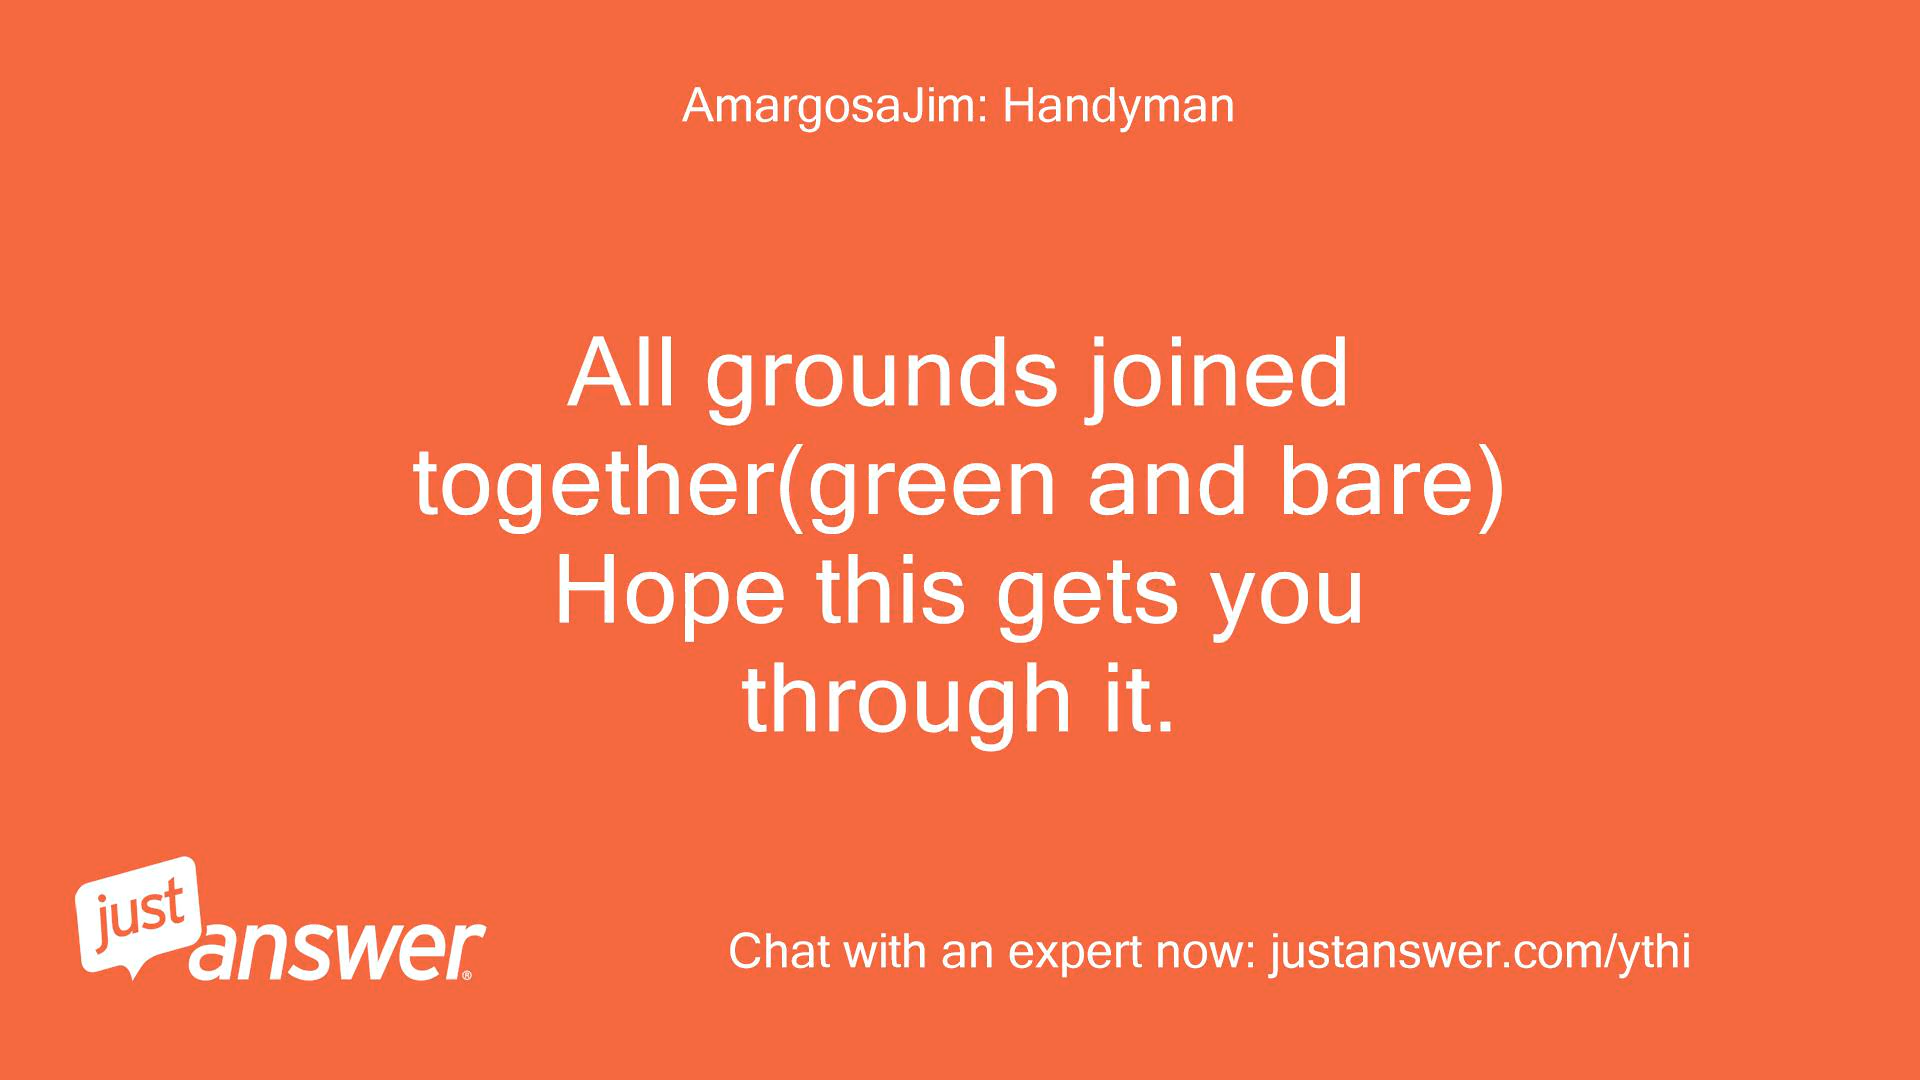 AmargosaJim: Handyman
All grounds joined
together(green and bare)
Hope this gets you
through it.
just
answer®
Chat with an expert now: justanswer.com/ythi